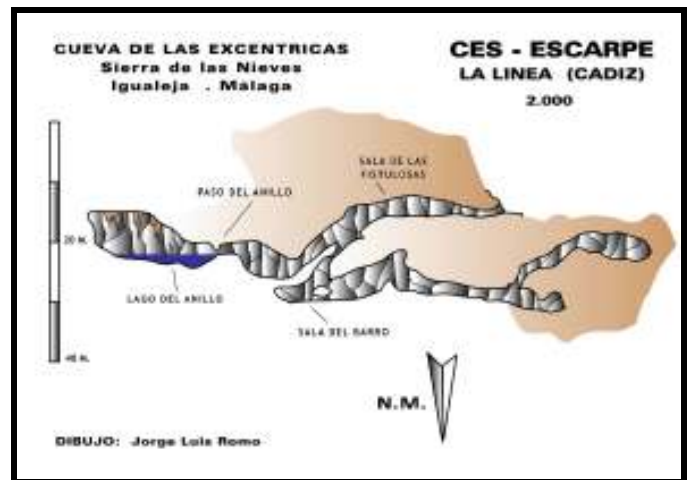 CUEVA DE LAS EXCENTRICAS
Sierra de las Nieves
Igualeja . Málaga
CES - ESCARPE
LA LINEA (CADIZ)
2.000
SALA DE LAS
FISTULOSAS
PASO DEL ANILLO
20 M.
LAGO DEL ANILLO
SALA DEL BARRO
40 M.
N.M.
DIBUJO: Jorge Luis Romo